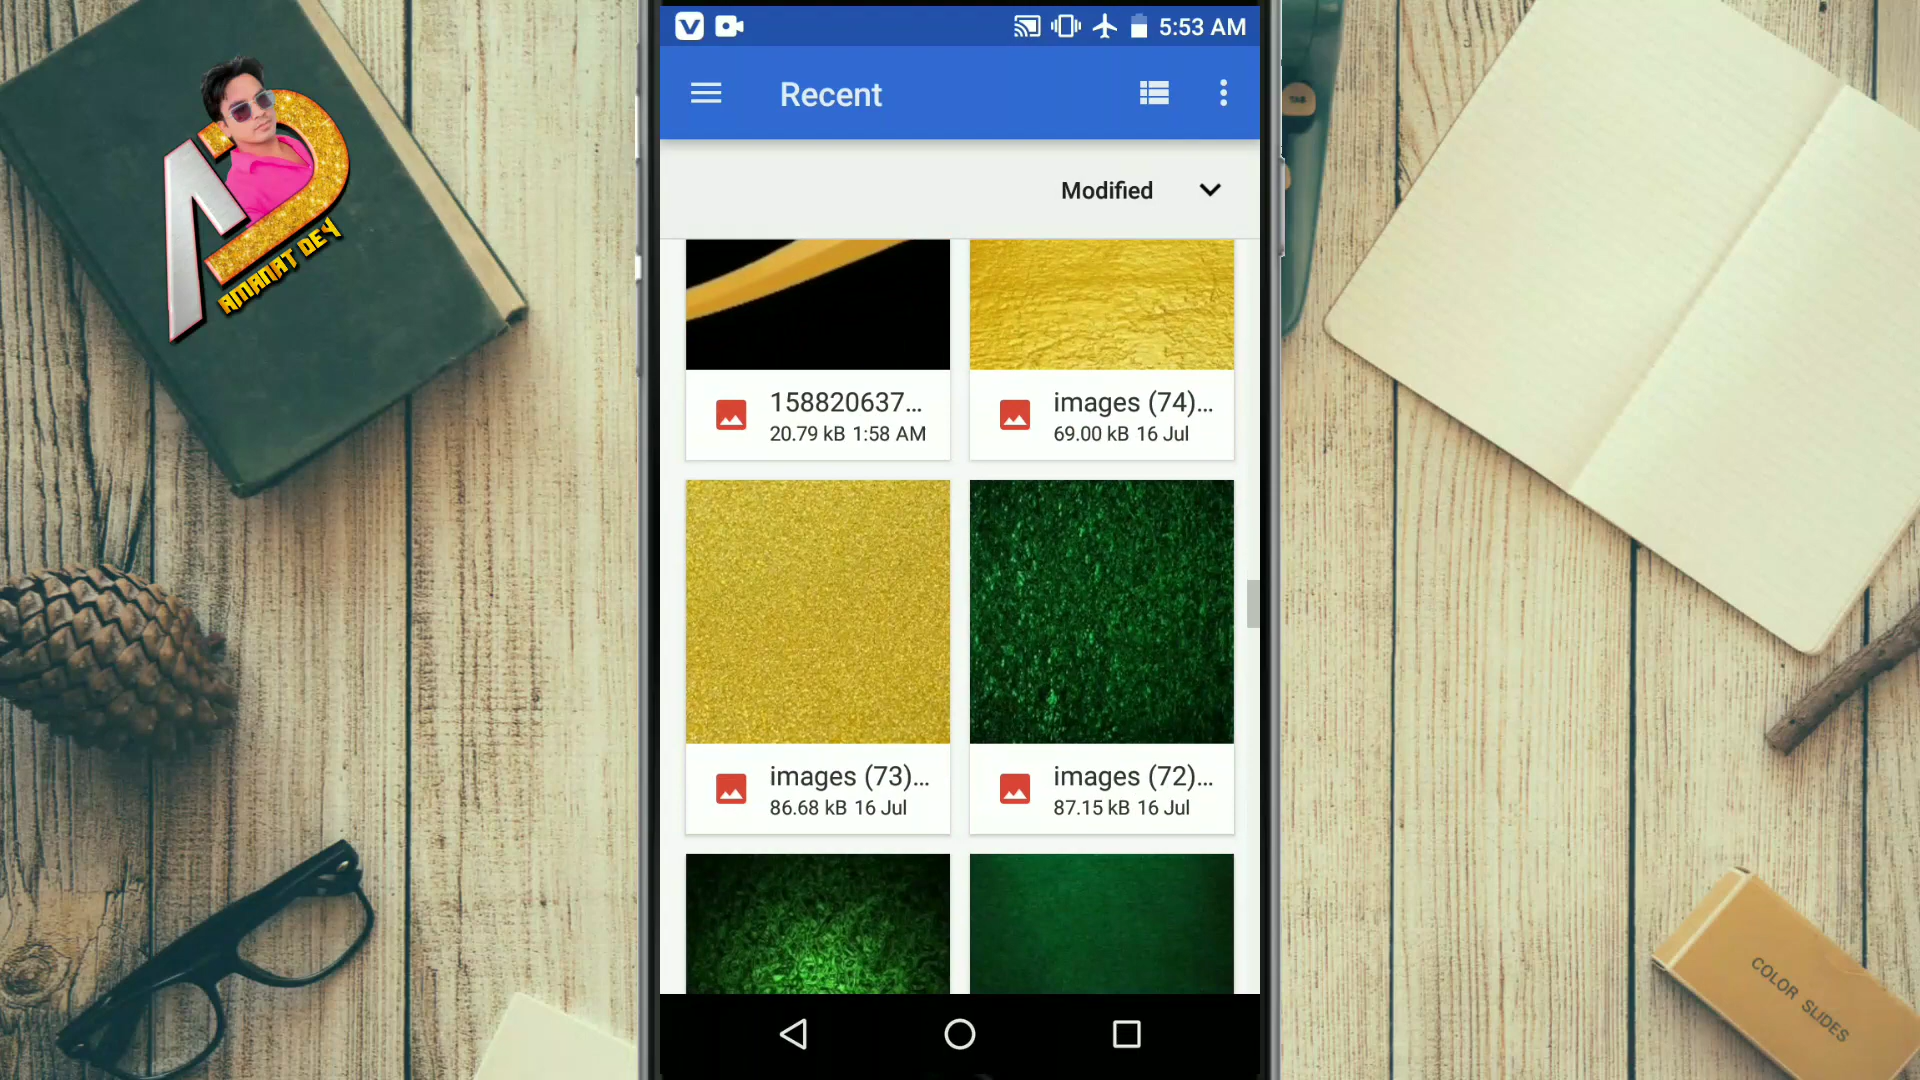 AMANAT DEY
5:53 AM
Recent
Modified
158820637...
20.79 kB 1:58 AM
images (74)...
69.00 kB 16 Jul
images (73)...
86.68 kB 16 Jul
images (72)...
87.15 kB 16 Jul
COLOR SLIDES